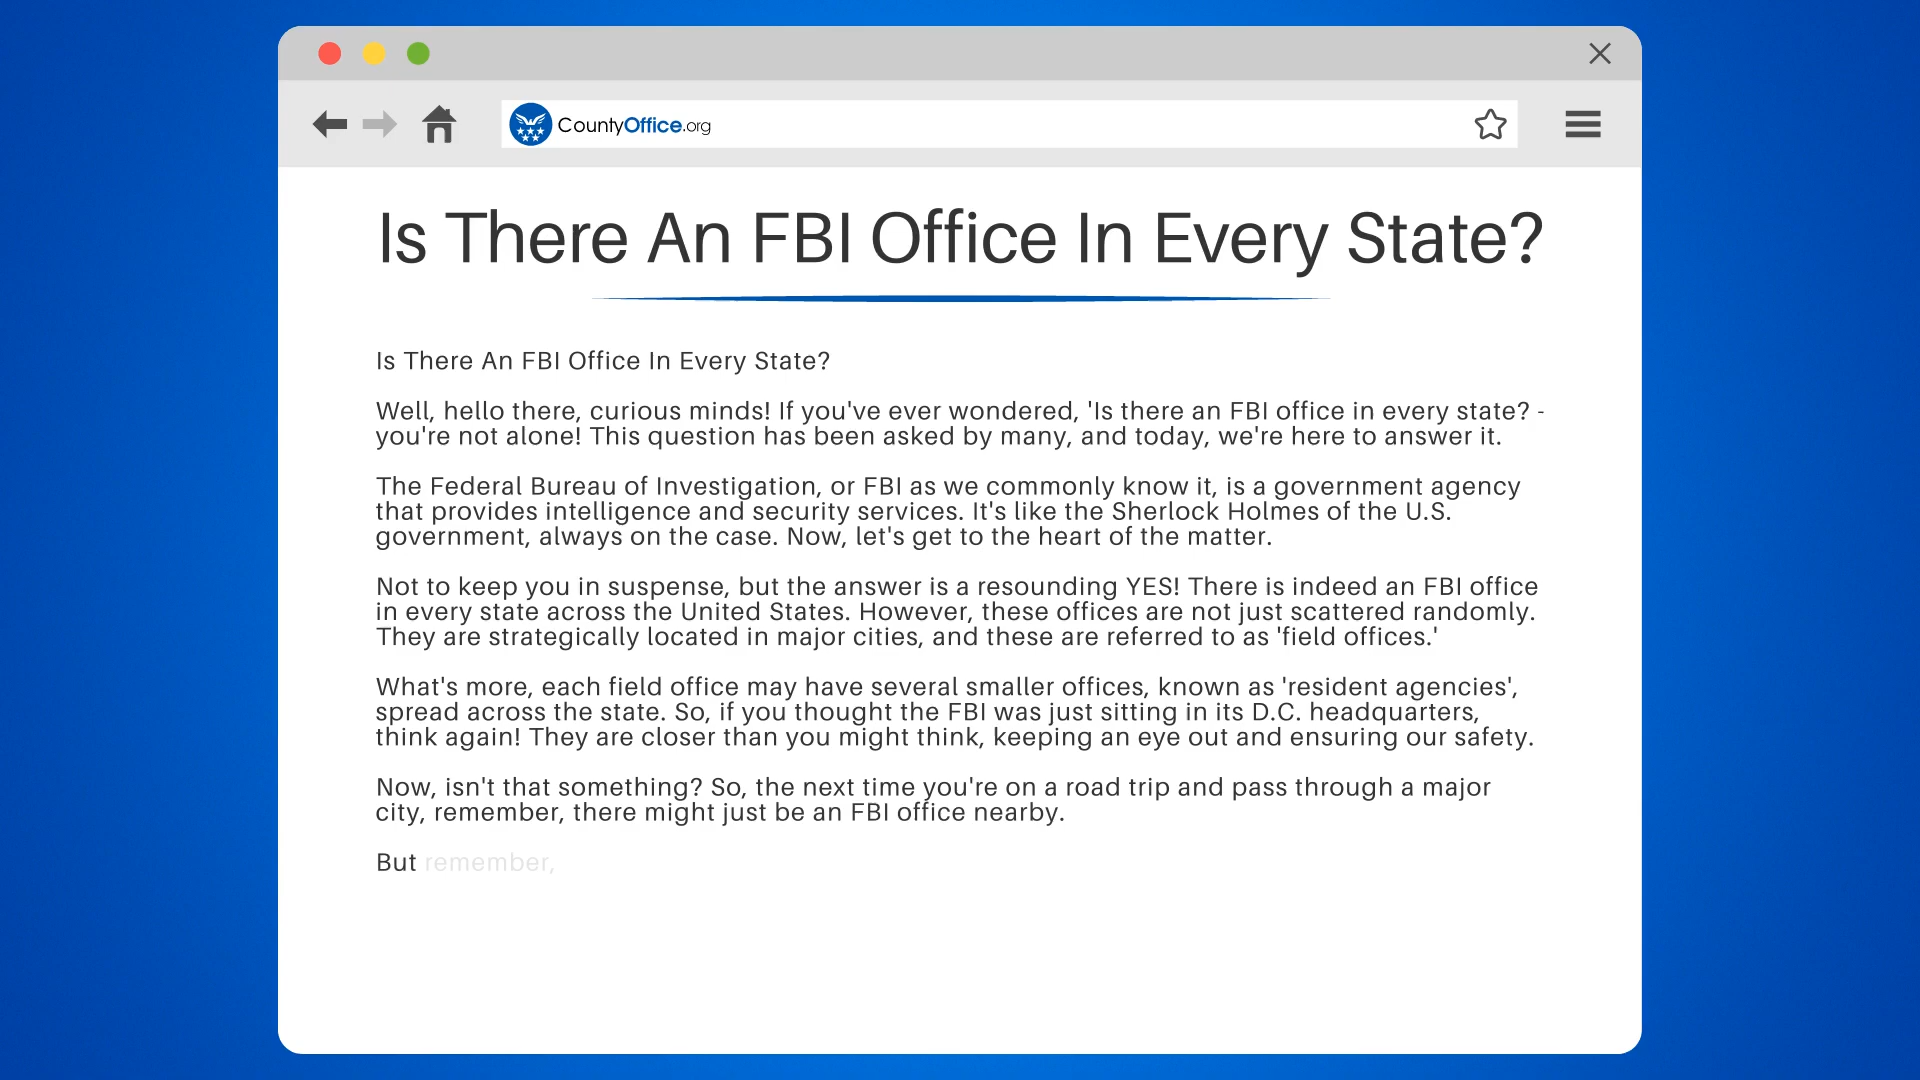 CountyOffice.org
Is There An FBI Office In Every State?
Is There An FBI Office In Every State?
Well, hello there, curious minds! If you've ever wondered, 'Is there an FBI office in every state? -
you're not alone! This question has been asked by many, and today, we're here to answer it.
The Federal Bureau of Investigation, or FBI as we commonly know it, is a government agency
that provides intelligence and security services. It's like the Sherlock Holmes of the U.S.
government, always on the case. Now, let's get to the heart of the matter.
Not to keep you in suspense, but the answer is a resounding YES! There is indeed an FBI office
in every state across the United States. However, these offices are not just scattered randomly.
They are strategically located in major cities, and these are referred to as 'field offices.'
What's more, each field office may have several smaller offices, known as 'resident agencies',
spread across the state. So, if you thought the FBI was just sitting in its D.C. headquarters,
think again! They are closer than you might think, keeping an eye out and ensuring our safety.
Now, isn't that something? So, the next time you're on a road trip and pass through a major
city, remember, there might just be an FBI office nearby.
But remember,